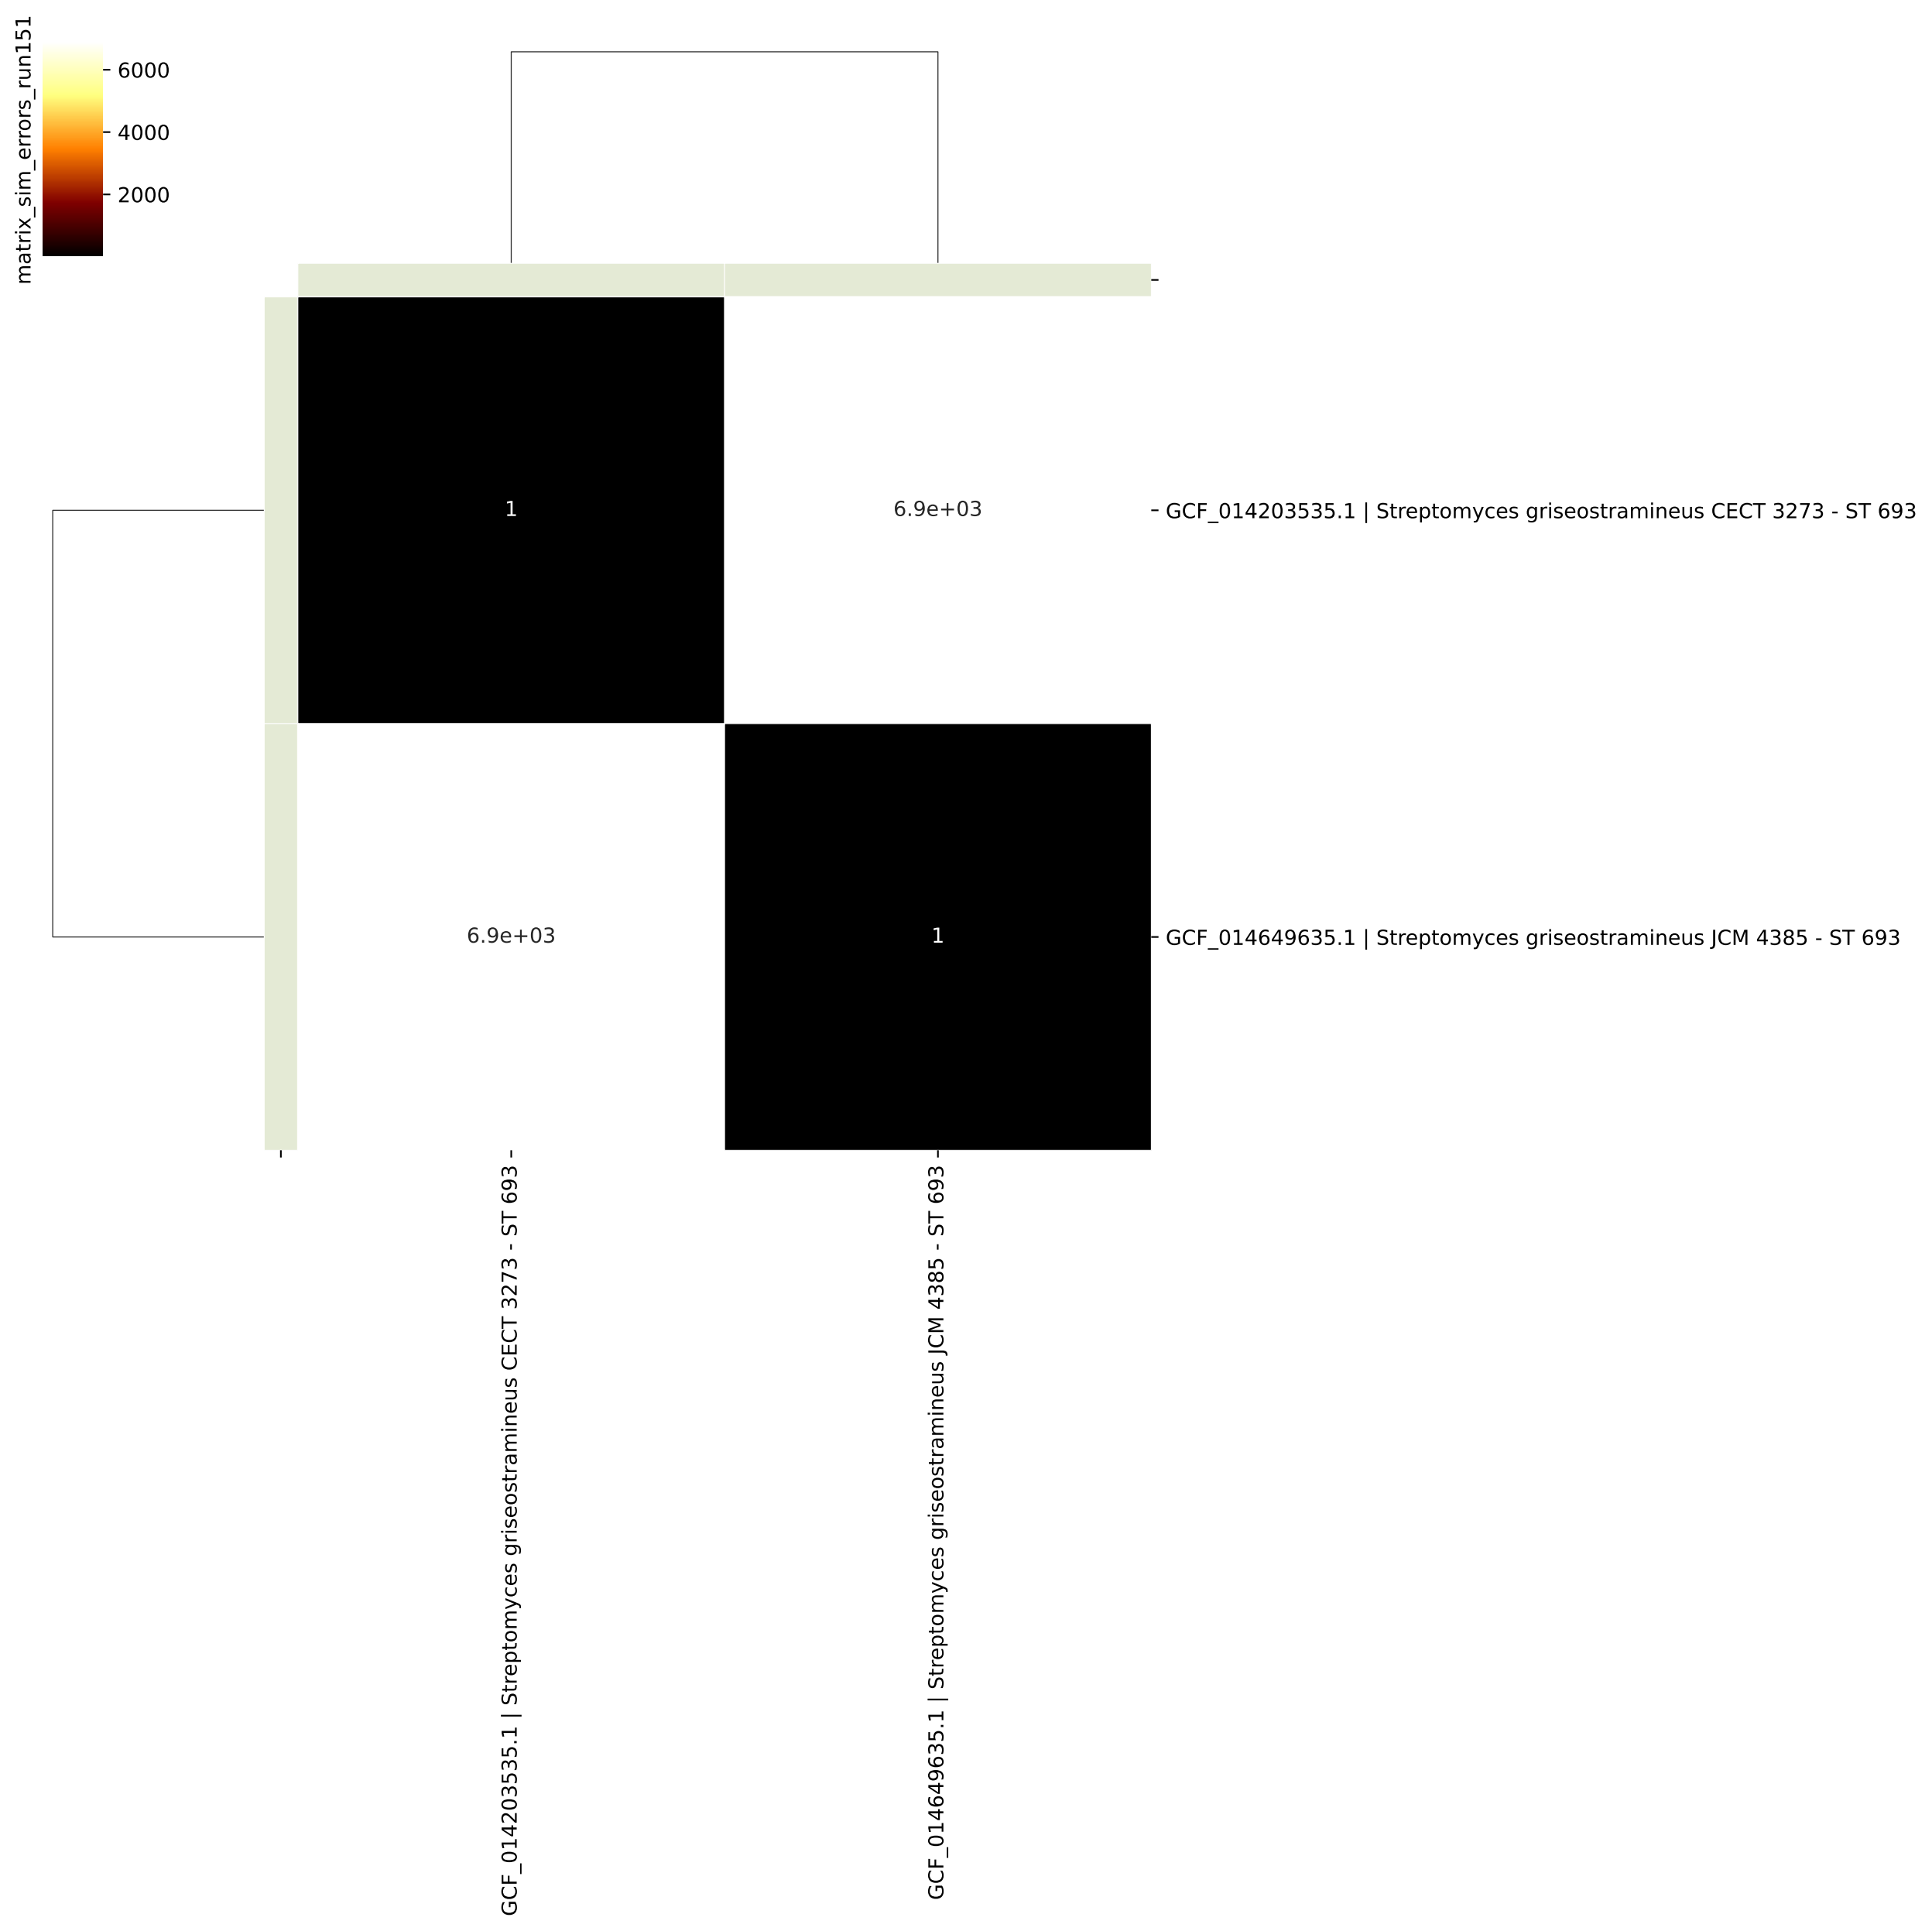 matrix_sim_errors_run151
6000
4000
2000
1
6.9e+03
GCF_014203535.1 | Streptomyces griseostramineus CECT 3273 - ST 693
6.9e+03
1
GCF_014649635.1 | Streptomyces griseostramineus JCM 4385 - ST 693
GCF_014203535.1 | Streptomyces griseostramineus CECT 3273 - ST 693
GCF_014649635.1 | Streptomyces griseostramineus JCM 4385 - ST 693